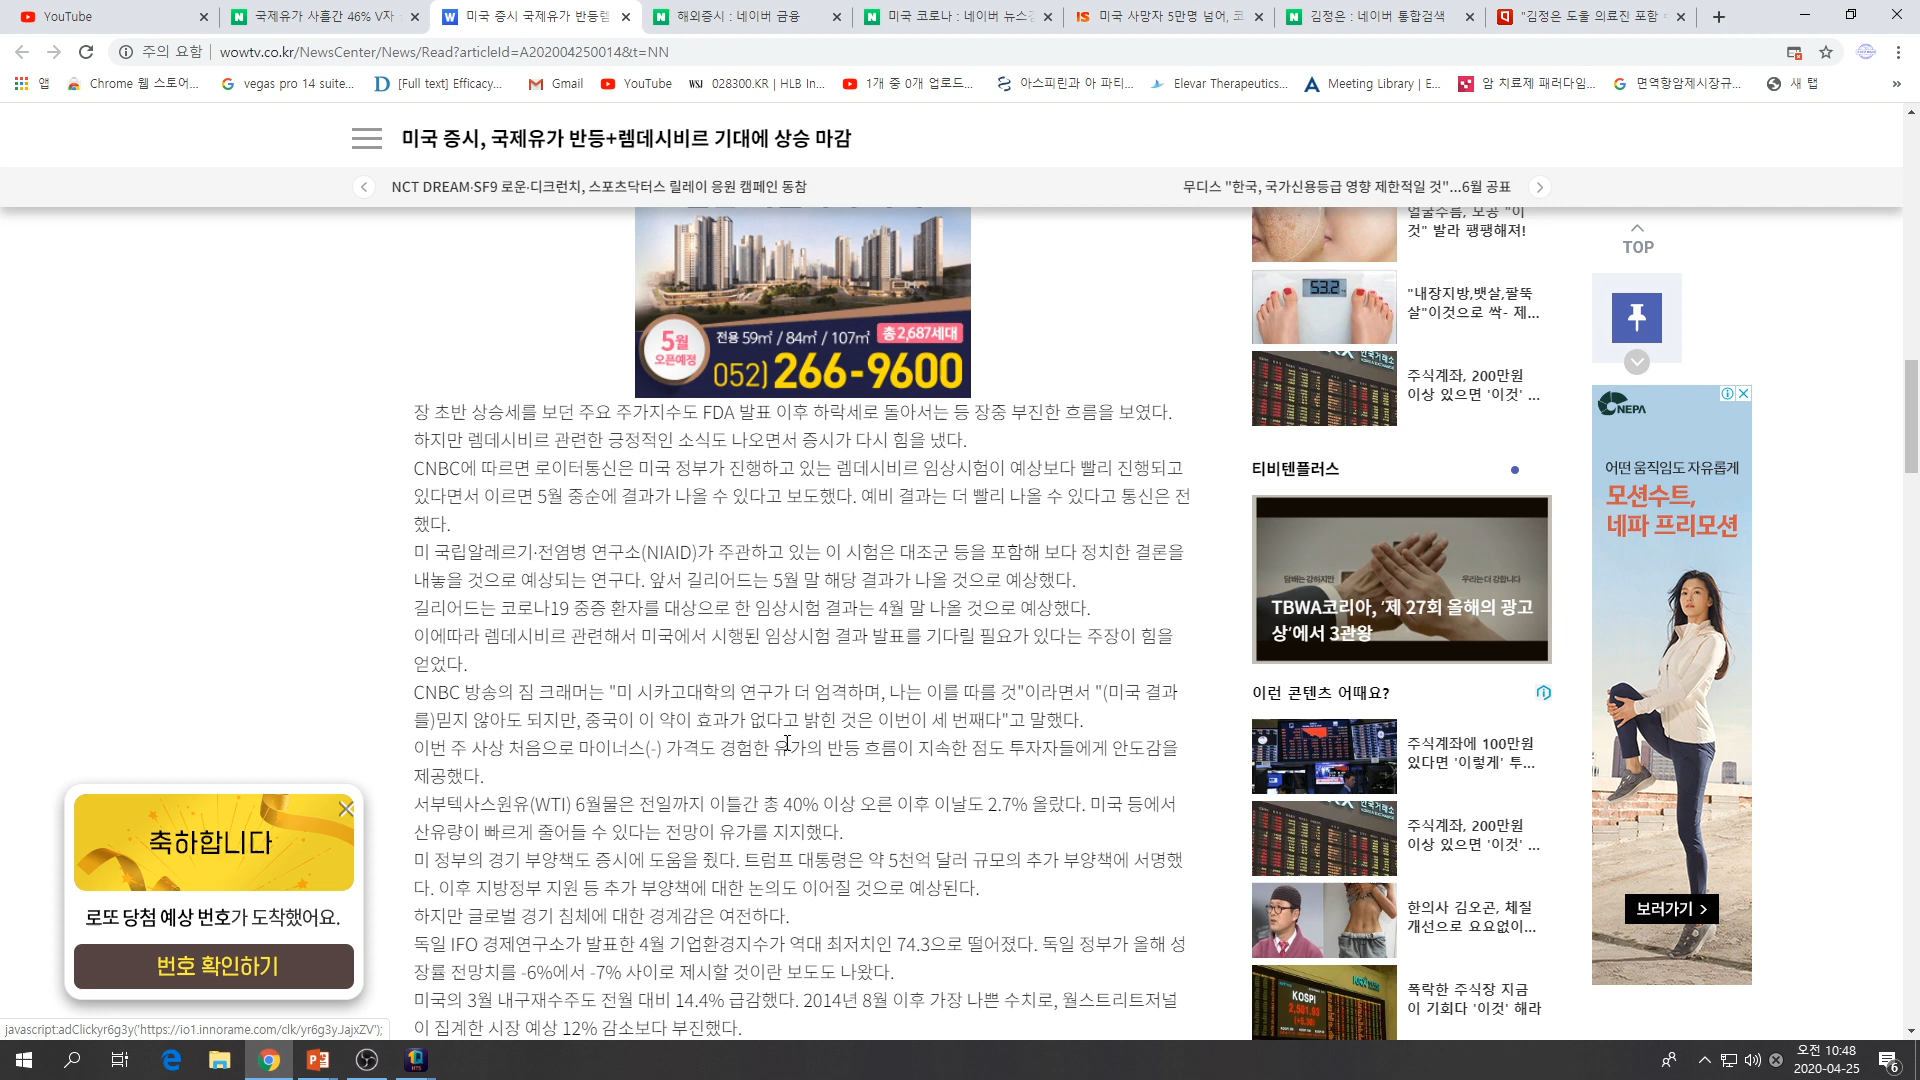 YouTube
국제유가 사흘간 46% V자
미국 증시 국제유가 반등렘
해외증시 : 네이버 금융
미국 코로나 : 네이버 뉴스
미국 사망자 5만명 넘어, 코
김정은 : 네이버 통합검색
"김정은 도울 의료진 포함
주의 요함
wowtv.co.kr/NewsCenter/News/Read?articleId=A202004250014&t=NN
앱
Chrome 웹 스토어...
vegas pro 14 suite...
[Full text] Efficacy...
Gmail
YouTube
WSJ
028300.KR | HLB In...
1개 중 0개 업로드...
아스피린과 아 파티...
Elevar Therapeutics...
Meeting Library | E...
암 치료제 패러다임...
면역항암제시장규...
새 탭
미국 증시, 국제유가 반등+렘데시비르 기대에 상승 마감
NCT DREAM·SF9 로운·디크런치, 스포츠닥터스 릴레이 응원 캠페인 동참
무디스 "한국, 국가신용등급 영향 제한적일 것"...6월 공표
5월
오픈예정
전용 59㎡ / 84㎡ / 107㎡
총 2,687세대
052) 266-9600
장 초반 상승세를 보던 주요 주가지수도 FDA 발표 이후 하락세로 돌아서는 등 장중 부진한 흐름을 보였다.
하지만 렘데시비르 관련한 긍정적인 소식도 나오면서 증시가 다시 힘을 냈다.
CNBC에 따르면 로이터통신은 미국 정부가 진행하고 있는 렘데시비르 임상시험이 예상보다 빨리 진행되고
있다면서 이르면 5월 중순에 결과가 나올 수 있다고 보도했다. 예비 결과는 더 빨리 나올 수 있다고 통신은 전
했다.
미 국립알레르기·전염병 연구소(NIAID)가 주관하고 있는 이 시험은 대조군 등을 포함해 보다 정치한 결론을
내놓을 것으로 예상되는 연구다. 앞서 길리어드는 5월 말 해당 결과가 나올 것으로 예상했다.
길리어드는 코로나19 중증 환자를 대상으로 한 임상시험 결과는 4월 말 나올 것으로 예상했다.
이에따라 렘데시비르 관련해서 미국에서 시행된 임상시험 결과 발표를 기다릴 필요가 있다는 주장이 힘을
얻었다.
CNBC 방송의 짐 크래머는 "미 시카고대학의 연구가 더 엄격하며, 나는 이를 따를 것"이라면서 "(미국 결과
를)믿지 않아도 되지만, 중국이 이 약이 효과가 없다고 밝힌 것은 이번이 세 번째다"고 말했다.
이번 주 사상 처음으로 마이너스(-) 가격도 경험한 유가의 반등 흐름이 지속한 점도 투자자들에게 안도감을
제공했다.
서부텍사스원유(WTI) 6월물은 전일까지 이틀간 총 40% 이상 오른 이후 이날도 2.7% 올랐다. 미국 등에서
산유량이 빠르게 줄어들 수 있다는 전망이 유가를 지지했다.
미 정부의 경기 부양책도 증시에 도움을 줬다. 트럼프 대통령은 약 5천억 달러 규모의 추가 부양책에 서명했
다. 이후 지방정부 지원 등 추가 부양책에 대한 논의도 이어질 것으로 예상된다.
하지만 글로벌 경기 침체에 대한 경계감은 여전하다.
독일 IFO 경제연구소가 발표한 4월 기업환경지수가 역대 최저치인 74.3으로 떨어졌다. 독일 정부가 올해 성
장률 전망치를 -6%에서 -7% 사이로 제시할 것이란 보도도 나왔다.
미국의 3월 내구재수주도 전월 대비 14.4% 급감했다. 2014년 8월 이후 가장 나쁜 수치로, 월스트리트저널
이 집계한 시장 예상 12% 감소보다 부진했다.
얼굴주름, 모공 "이
것" 발라 팽팽해져!
53.2
"내장지방,뱃살,팔뚝
살"이것으로 싹- 제...
주식계좌, 200만원
이상 있으면 '이것' ...
티비텐플러스
담배는 강하지만
우리는 더 강합니다
TBWA코리아, '제 27회 올해의 광고
상'에서 3관왕
이런 콘텐츠 어때요?
주식계좌에 100만원
있다면 '이렇게' 투...
주식계좌, 200만원
이상 있으면 '이것' ...
한의사 김오곤, 체질
개선으로 요요없이...
KOSPI
폭락한 주식장 지금
이 기회다 '이것' 해라
TOP
NEPA
어떤 움직임도 자유롭게
모션수트,
네파 프리모션
보러가기 >
축하합니다
로또 당첨 예상 번호가 도착했어요.
번호 확인하기
javascript:adClickyr6g3y('https://io1.innorame.com/clk/yr6g3y.JajxZV');
오전 10:48
2020-04-25
6